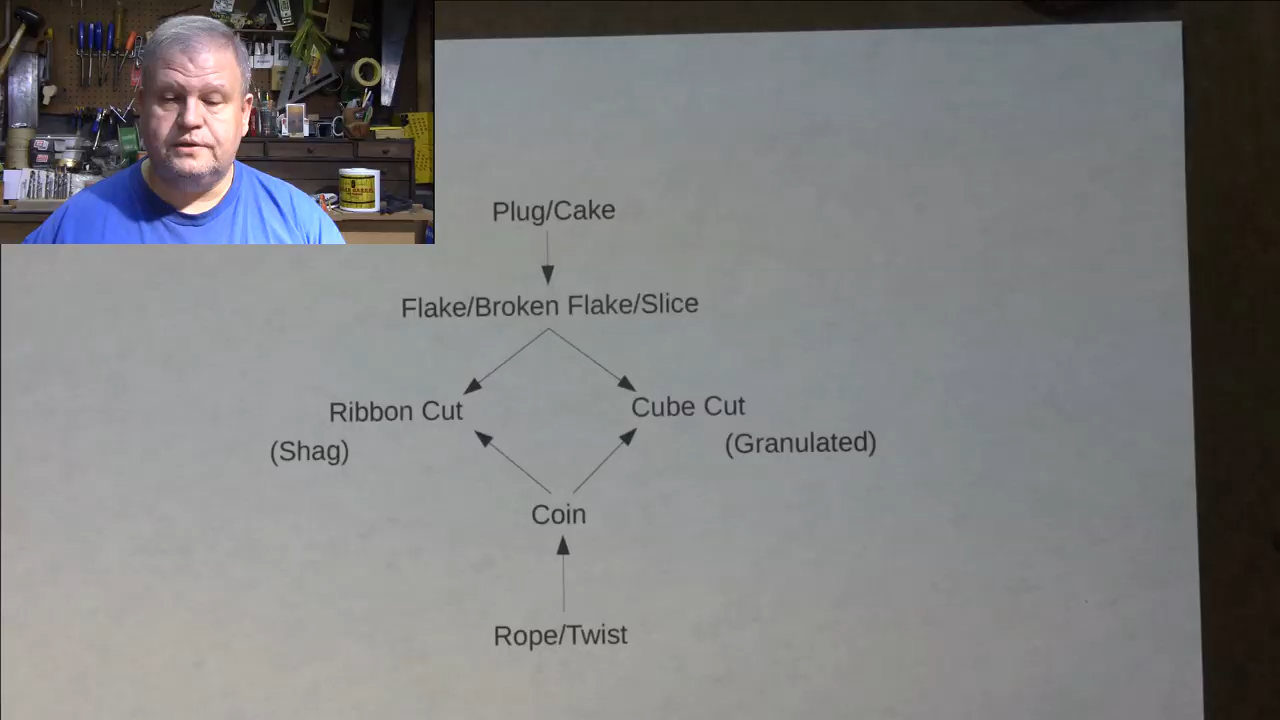 Plug/Cake
Flake/Broken Flake/Slice
Ribbon Cut
Cube Cut
(Shag)
(Granulated)
Coin
Rope/Twist